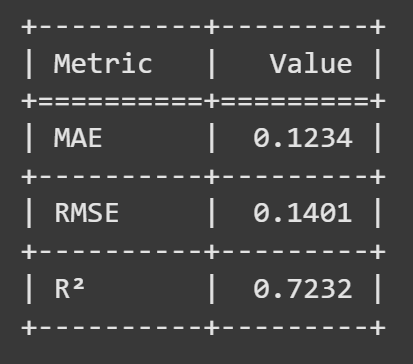 +----------+---------+
| Metric   |   Value |
+==========+=========+
| MAE      |  0.1234 |
+----------+---------+
| RMSE     |  0.1401 |
+----------+---------+
| R²       |  0.7232 |
+----------+---------+